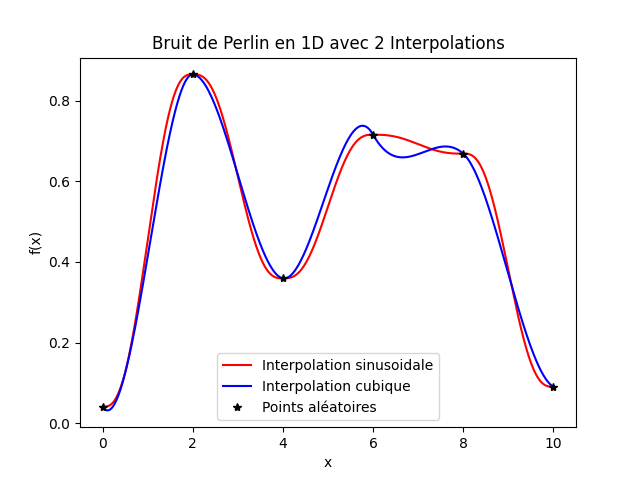 Bruit de Perlin en 1D avec 2 Interpolations
f(x)
0.8
0.6
0.4
0.2
0.0
Interpolation sinusoidale
Interpolation cubique
Points aléatoires
0 2 4 6 8 10
x